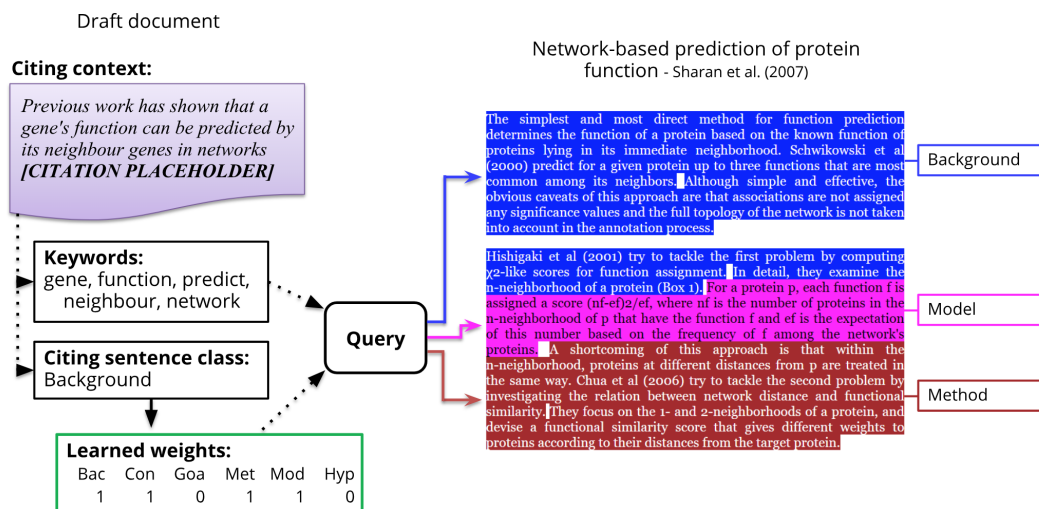 Draft document
Citing context:
Previous work has shown that a
gene's function can be predicted by
its neighbour genes in networks
[CITATION PLACEHOLDER]
Keywords:
gene, function, predict,
neighbour, network
Citing sentence class:
Background
Learned weights:
Bac Con Goa Met Mod Hyp
1 1 0 1 1 0
Query
Network-based prediction of protein
function - Sharan et al. (2007)
The simplest and most direct method for function prediction
determines the function of a protein based on the known function of
proteins lying in its immediate neighborhood. Schwikowski et al
(2000) predict for a given protein up to three functions that are most
common among its neighbors. Although simple and effective, the
obvious caveats of this approach are that associations are not assigned
any significance values and the full topology of the network is not taken
into account in the annotation process.
Hishigaki et al (2001) try to tackle the first problem by computing
χ2-like scores for function assignment. In detail, they examine the
n-neighborhood of a protein (Box 1). For a protein p, each function f is
assigned a score (nf-ef)2/ef, where nf is the number of proteins in the
n-neighborhood of p that have the function f and ef is the expectation
of this number based on the frequency of f among the network's
proteins. A shortcoming of this approach is that within the
n-neighborhood, proteins at different distances from p are treated in
the same way. Chua et al (2006) try to tackle the second problem by
investigating the relation between network distance and functional
similarity. They focus on the 1- and 2-neighborhoods of a protein, and
devise a functional similarity score that gives different weights to
proteins according to their distances from the target protein.
Background
Model
Method